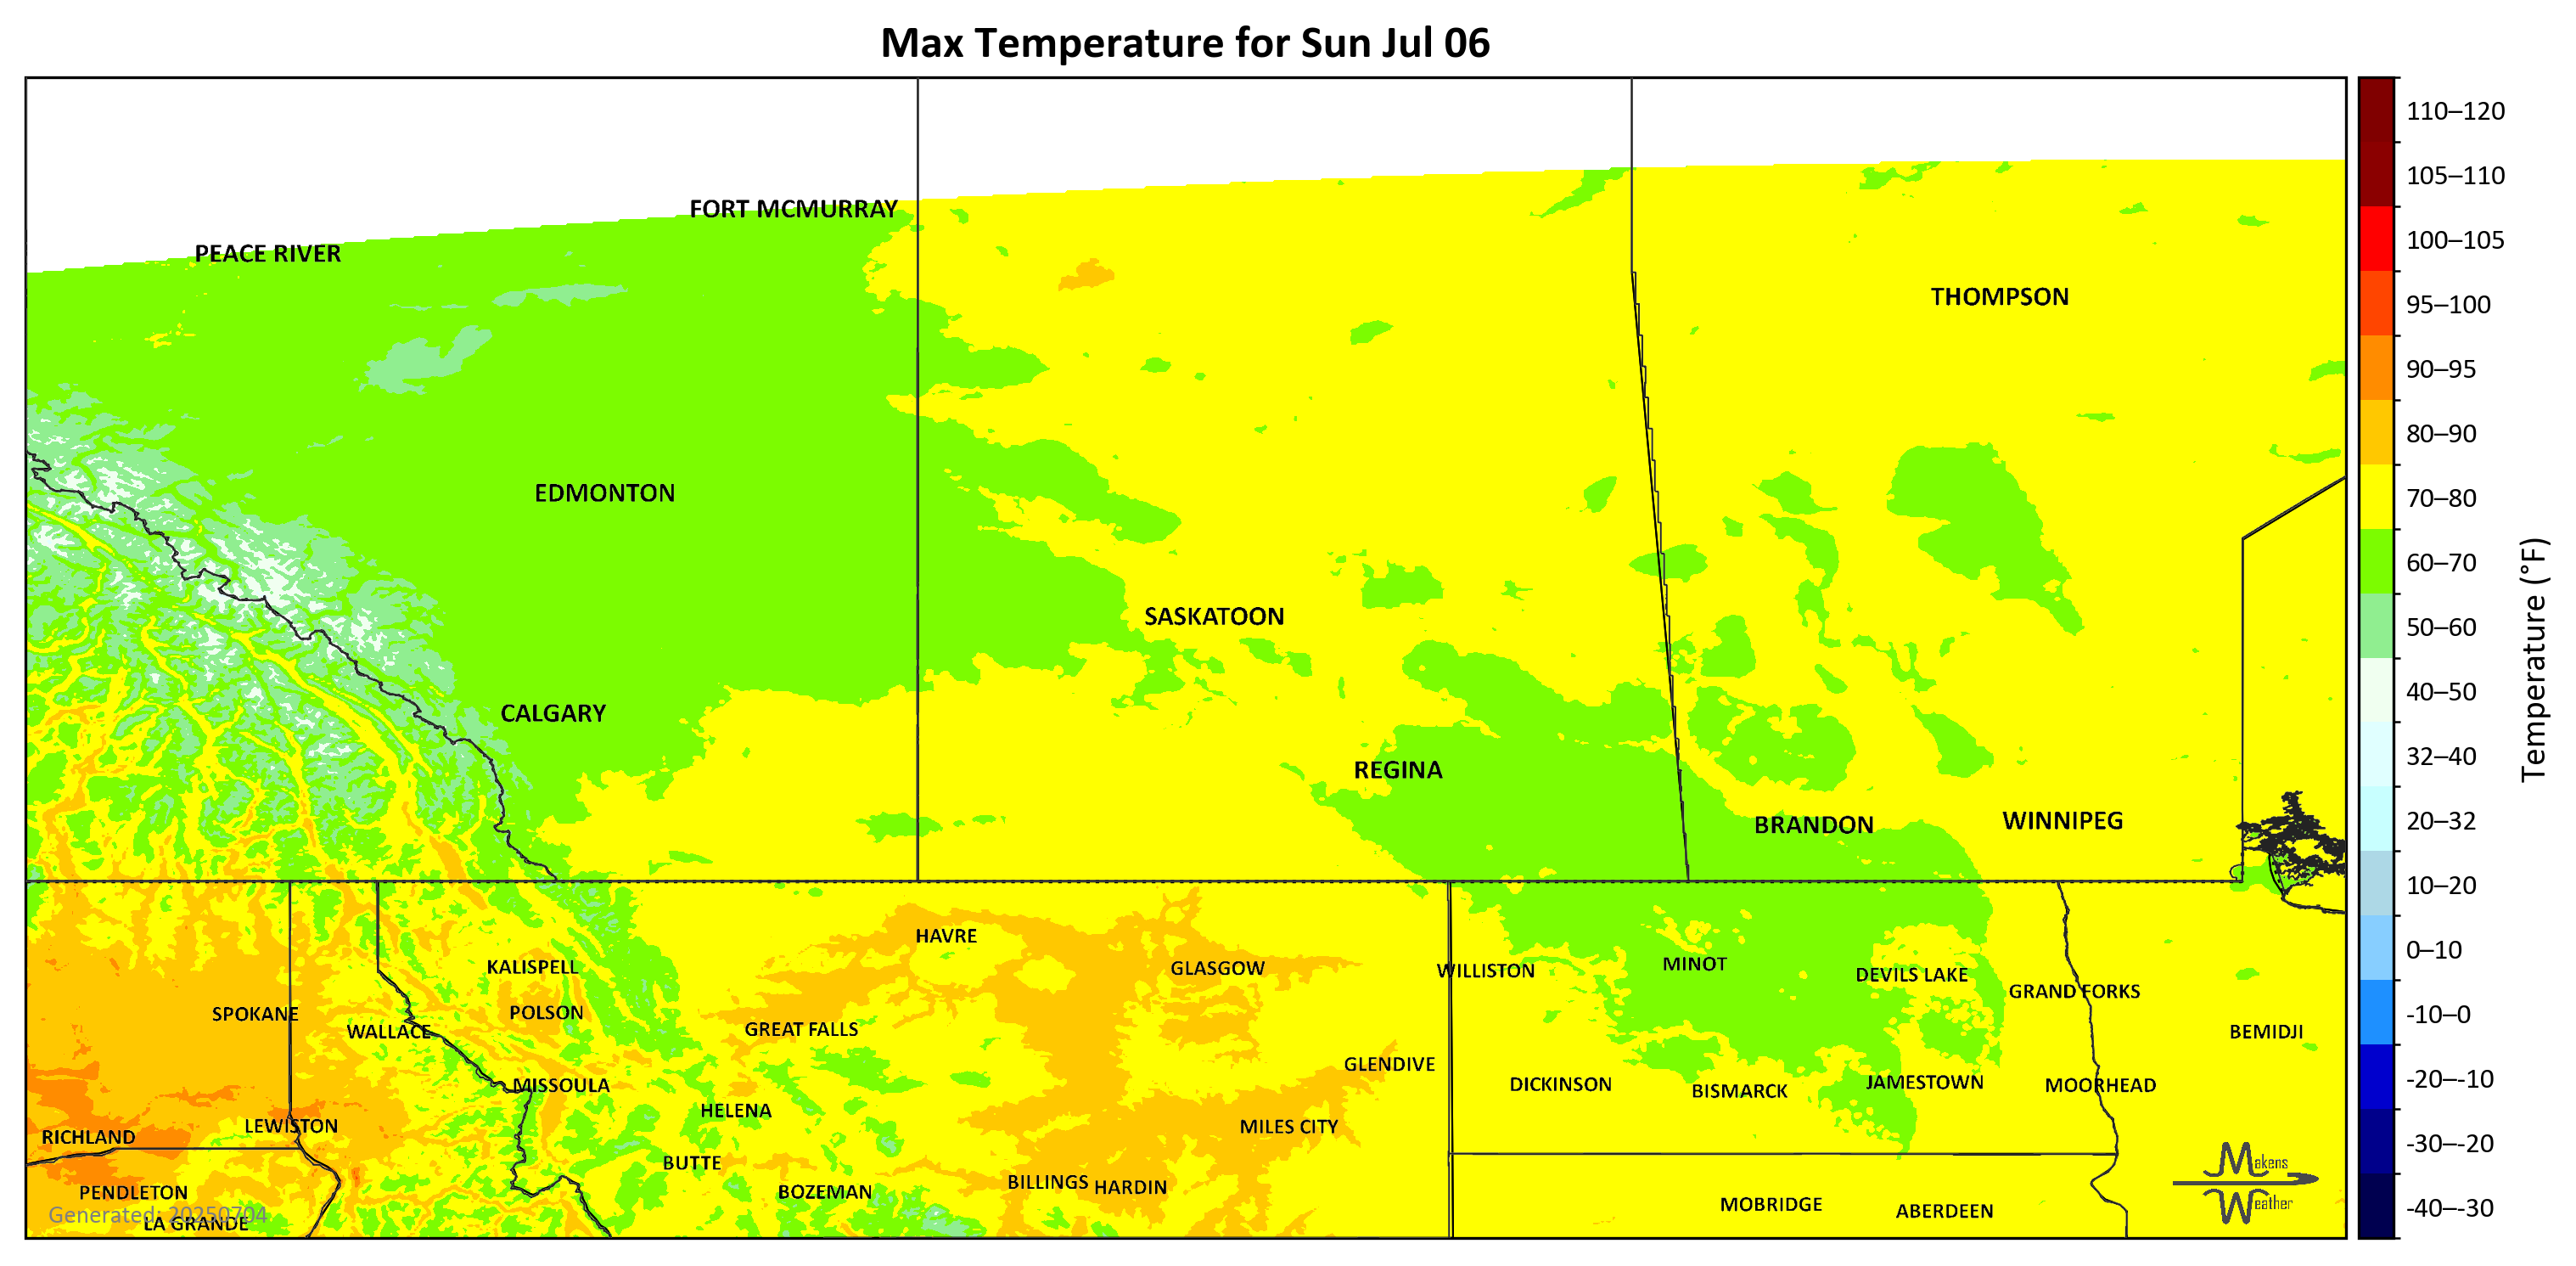 Max Temperature for Sun Jul 06
110–120
105–110
FORT MCMURRAY
100–105
PEACE RIVER
THOMPSON
95–100
90–95
80–90
EDMONTON
70–80
60–70
SASKATOON
50–60
40–50
CALGARY
32–40
REGINA
Temperature (°F)
BRANDON
WINNIPEG
20–32
10–20
HAVRE
0–10
KALISPELL
GLASGOW
WILLISTON
MINOT
DEVILS LAKE
GRAND FORKS
SPOKANE
POLSON
-10–0
WALLACE
GREAT FALLS
BEMIDJI
GLENDIVE
-20–-10
MISSOULA
DICKINSON
BISMARCK
JAMESTOWN
MOORHEAD
HELENA
LEWISTON
MILES CITY
RICHLAND
-30–-20
BUTTE
Makens
Weather
PENDLETON
BOZEMAN
BILLINGS
HARDIN
MOBRIDGE
ABERDEEN
-40–-30
Generated: 20250704
LA GRANDE